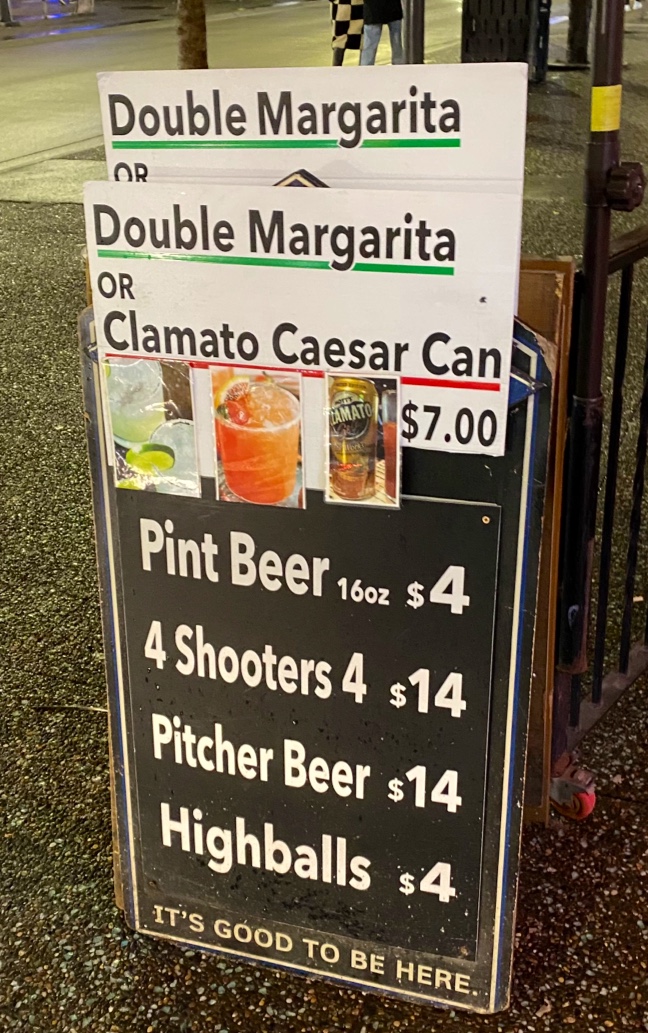 Double Margarita
OR
Double Margarita
OR
Clamato Caesar Can
AMATO
$7.00
Pint Beer 16oz $4
4 Shooters 4 $14
Pitcher Beer $14
Highballs $4
IT'S GOOD TO BE HERE.